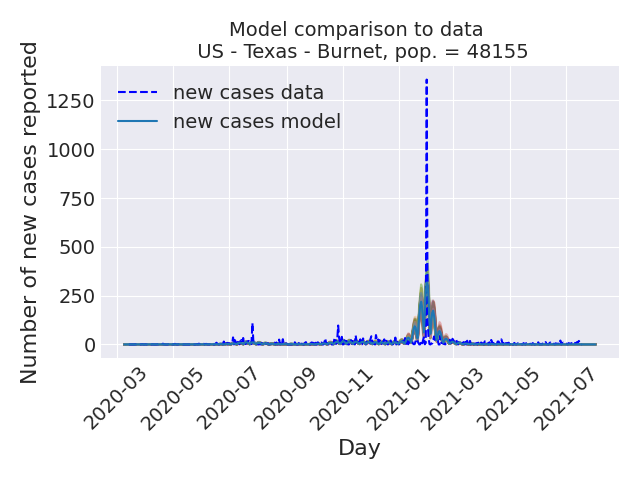 Model comparison to data
US - Texas - Burnet, pop. = 48155
Number of new cases reported
1250
1000
750
500
250
0
new cases data
new cases model
2020-03
2020-05
2020-07
2020-09
2020-11
2021-01
2021-03
2021-05
2021-07
Day